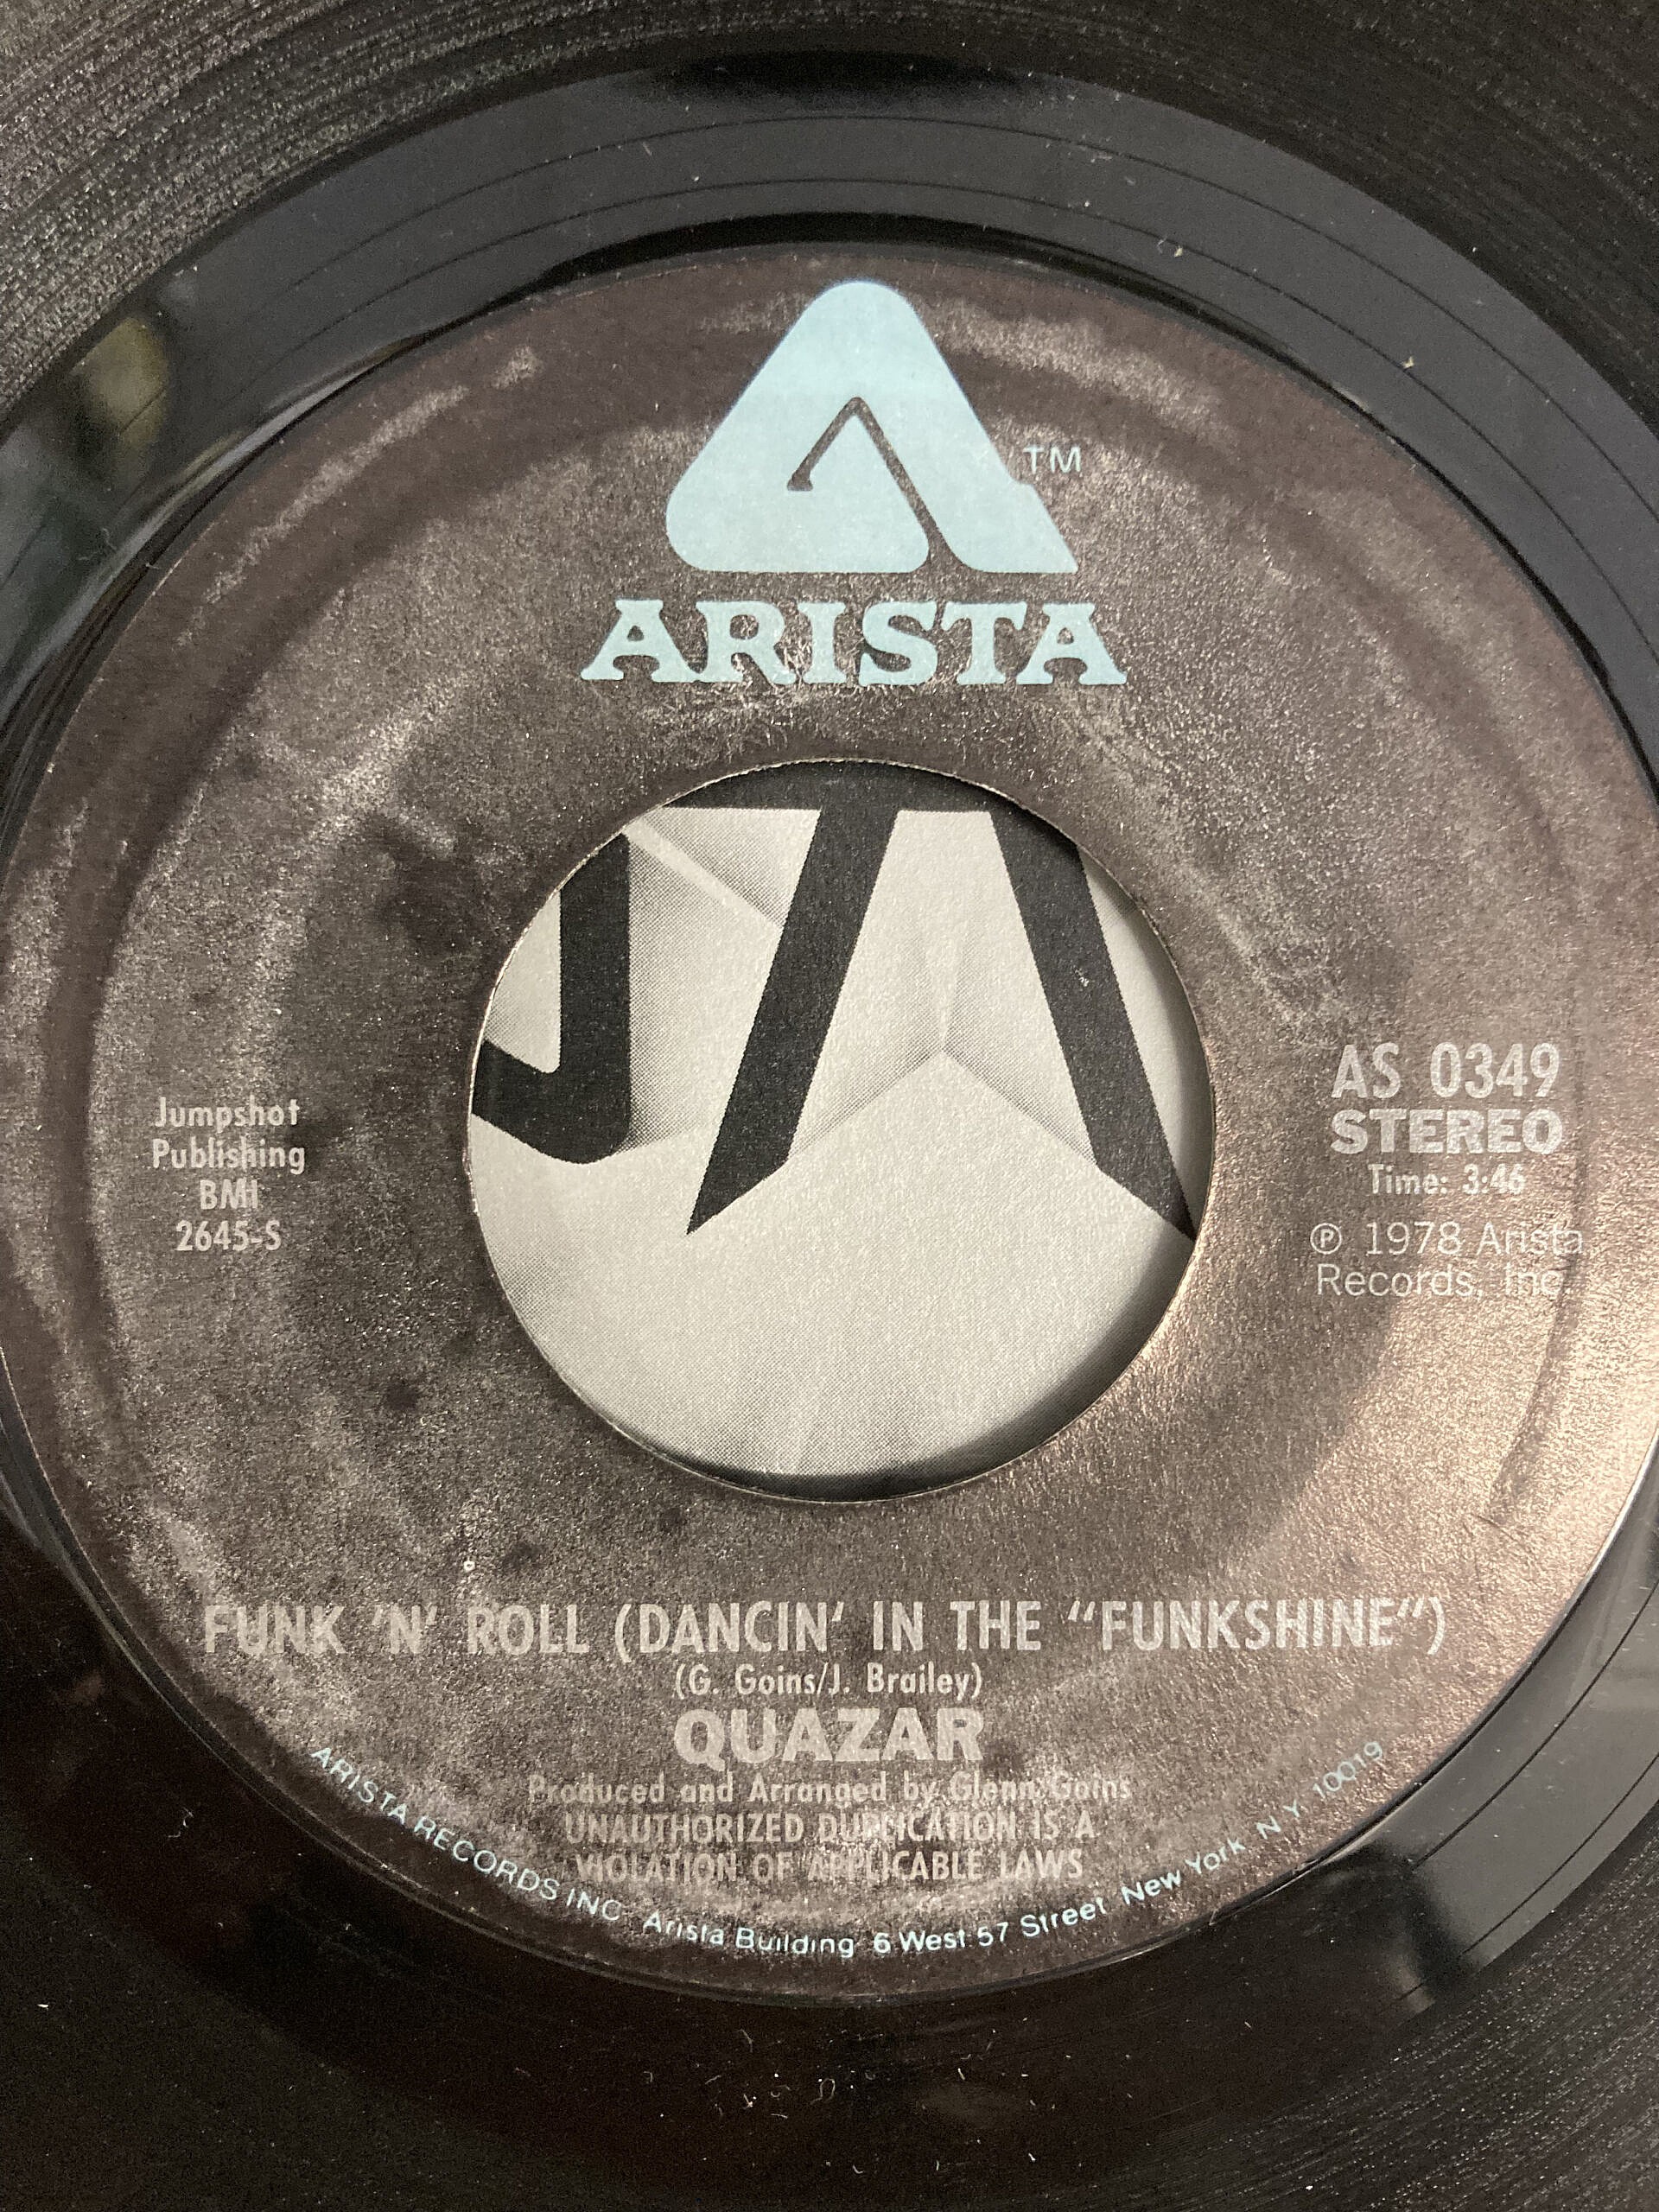 TM
ARISTA
Jumpshot
Publishing
BMI
2645-S
AS 0349
STEREO
Time: 3:46
℗ 1978 Arista
Records, Inc.
FUNK 'N' ROLL (DANCIN' IN THE "FUNKSHINE")
(G. Goins/J. Brailey)
QUAZAR
Produced and Arranged by Glenn Goins
UNAUTHORIZED DUPLICATION IS A
VIOLATION OF APPLICABLE LAWS
ARISTA RECORDS INC Arista Building 6 West 57 Street New York N Y. 10019